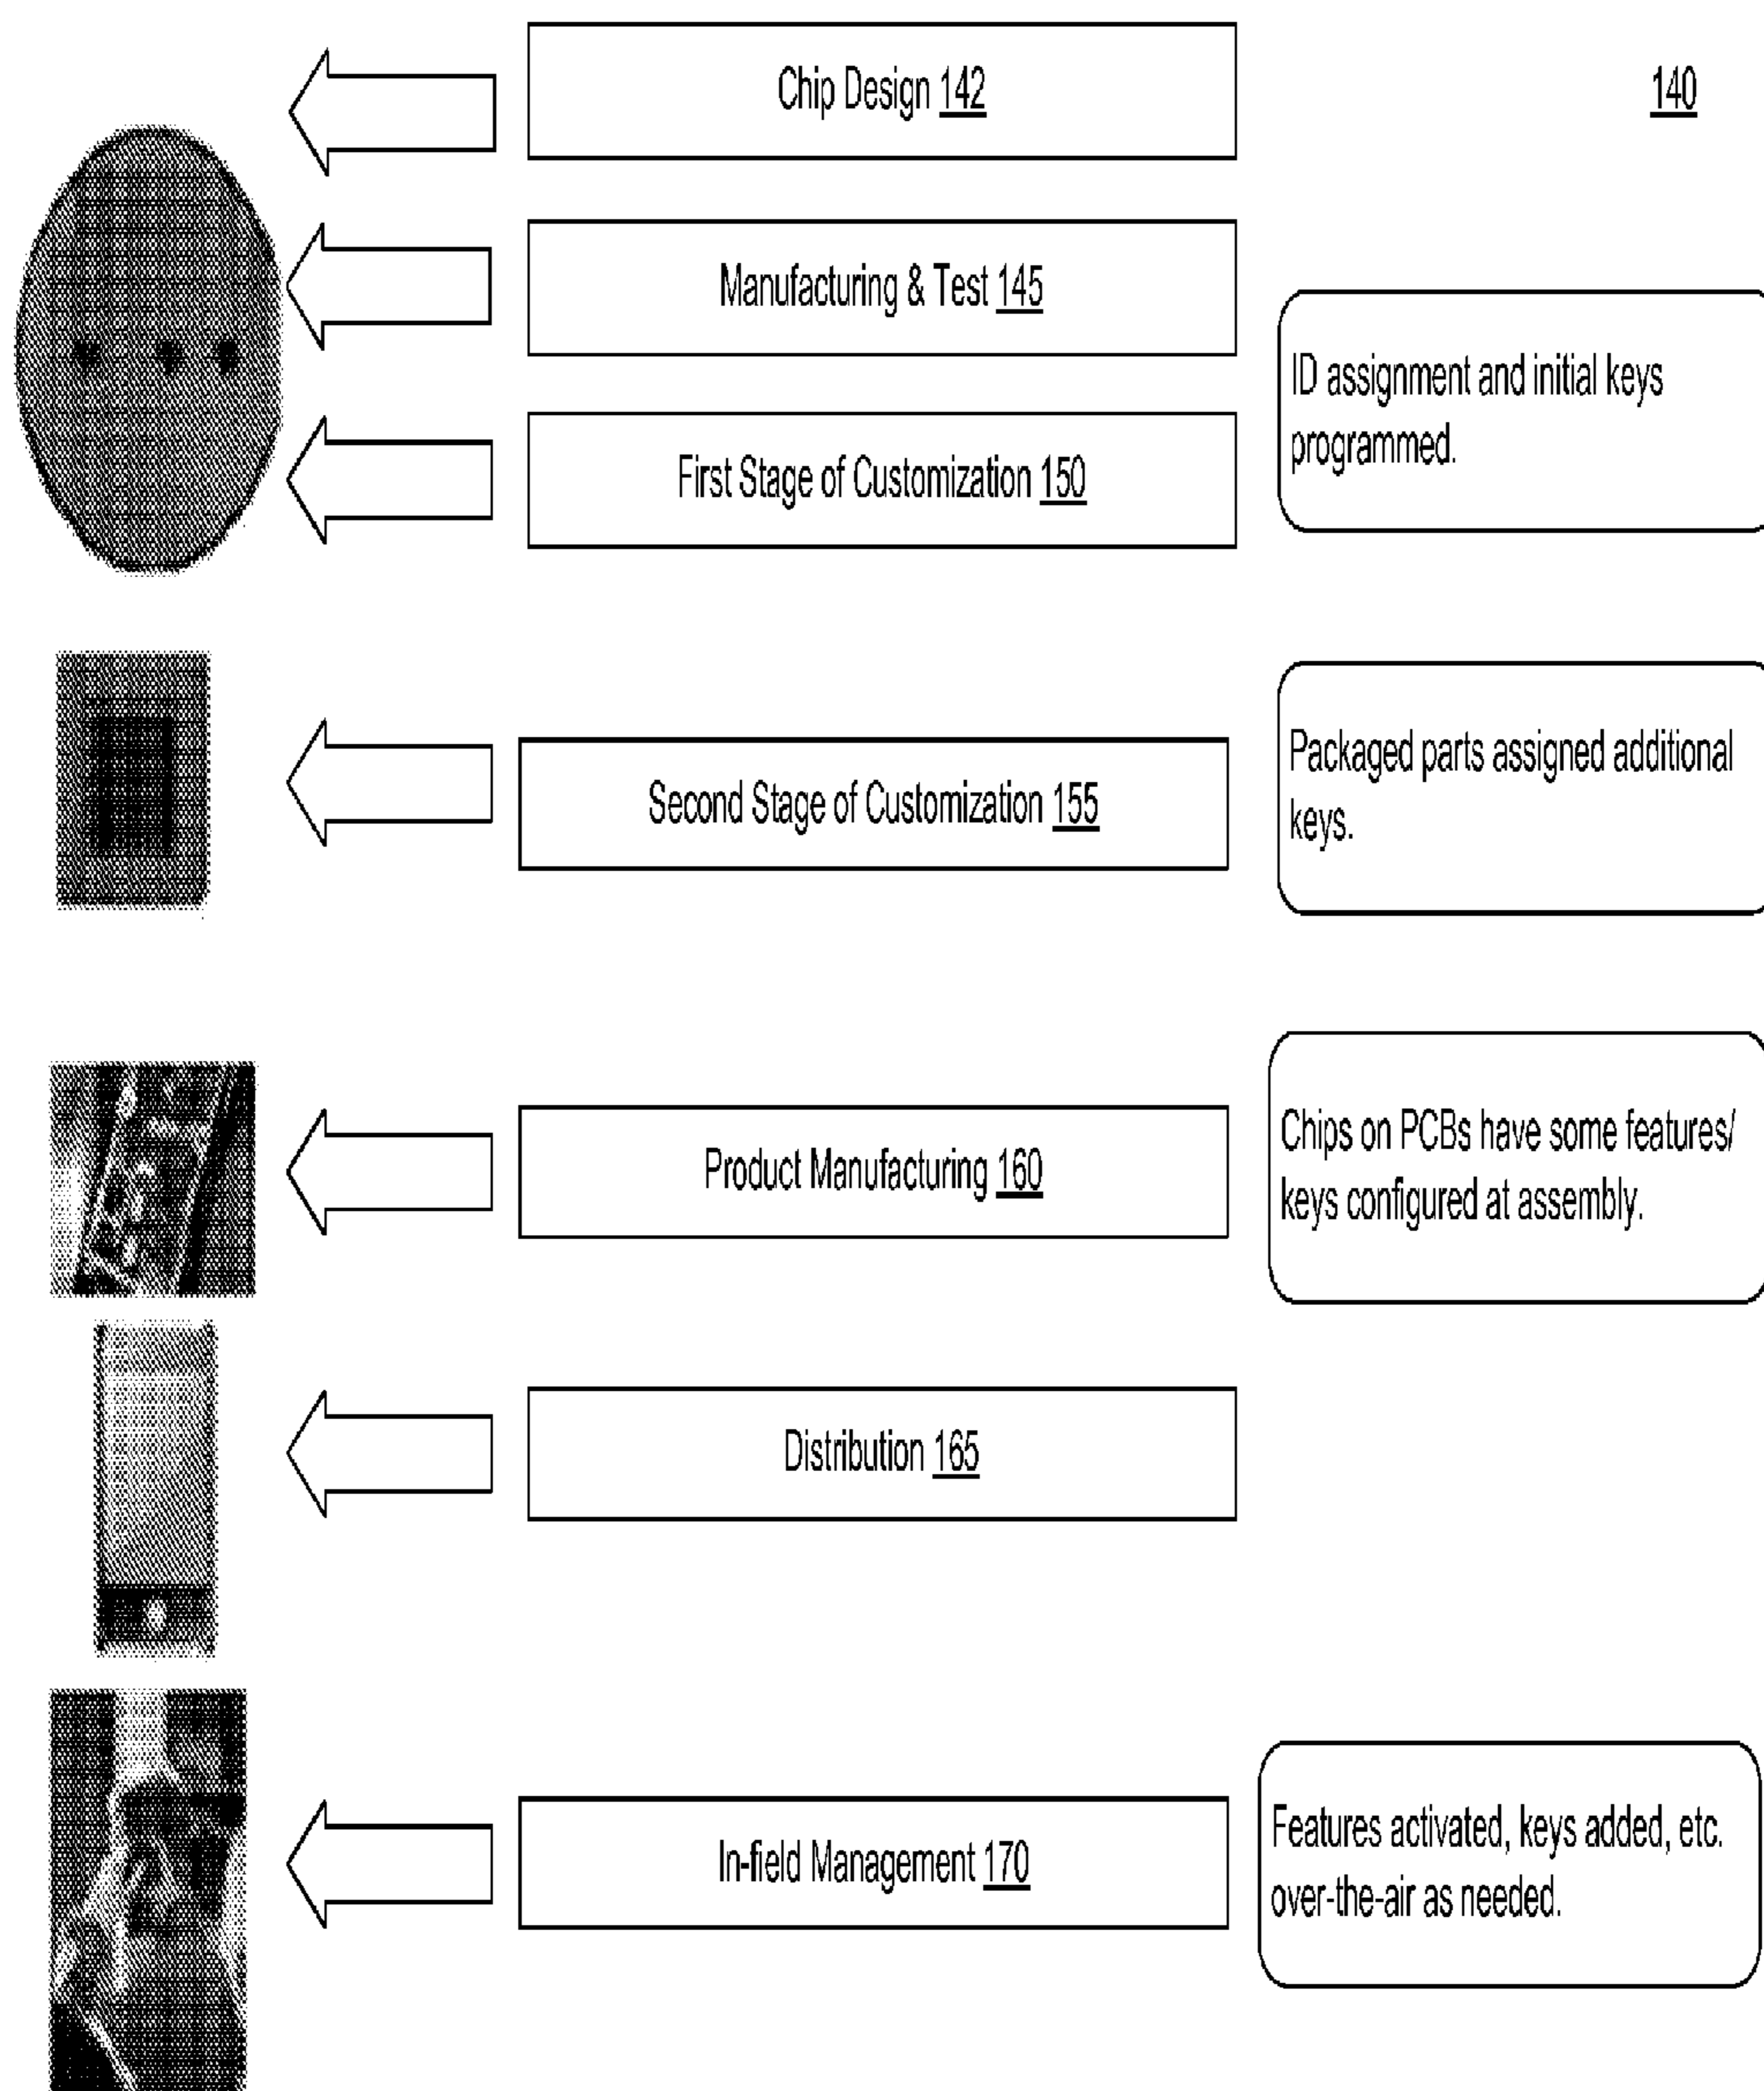 Chip Design 142
140
Manufacturing & Test 145
ID assignment and initial keys
programmed.
First Stage of Customization 150
Second Stage of Customization 155
Packaged parts assigned additional
keys.
Product Manufacturing 160
Chips on PCBs have some features/
keys configured at assembly.
Distribution 165
In-field Management 170
Features activated, keys added, etc.
over-the-air as needed.